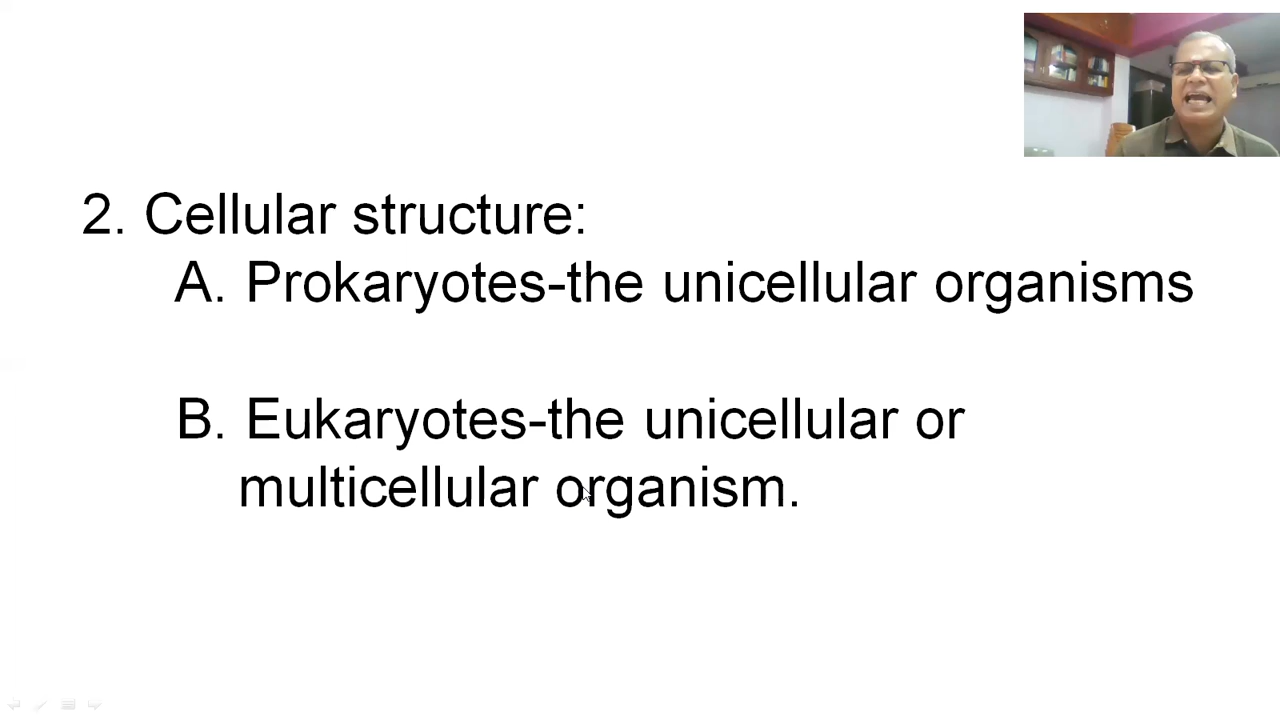 2. Cellular structure:
A. Prokaryotes-the unicellular organisms
B. Eukaryotes-the unicellular or
multicellular organism.